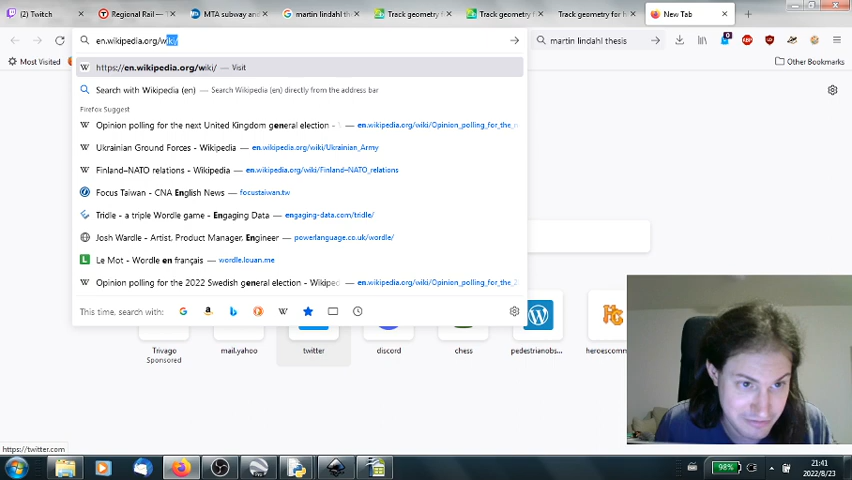 Twitch
Regional Rail — 
MTA subway and
martin lindahl thesis
Track geometry f
Track geometry f
Track geometry for h
New Tab
en.wikipedia.org/wiki/
martin lindahl thesis
Most Visited
Other Bookmarks
https://en.wikipedia.org/wiki/ — Visit
Search with Wikipedia (en) — Search Wikipedia (en) directly from the address bar
Firefox Suggest
Opinion polling for the next United Kingdom general election - — en.wikipedia.org/wiki/Opinion_polling_for_the_n
Ukrainian Ground Forces - Wikipedia — en.wikipedia.org/wiki/Ukrainian_Army
Finland–NATO relations - Wikipedia — en.wikipedia.org/wiki/Finland–NATO_relations
Focus Taiwan - CNA English News — focustaiwan.tw
Tridle - a triple Wordle game - Engaging Data — engaging-data.com/tridle/
Josh Wardle - Artist, Product Manager, Engineer — powerlanguage.co.uk/wordle/
Le Mot - Wordle en français — wordle.louan.me
Opinion polling for the 2022 Swedish general election - Wikipec — en.wikipedia.org/wiki/Opinion_polling_for_the_2
This time, search with:
Trivago
Sponsored
mail.yahoo
twitter
discord
chess
pedestrianobs...
heroescomm
https://twitter.com
98%
21:41
2022/8/23